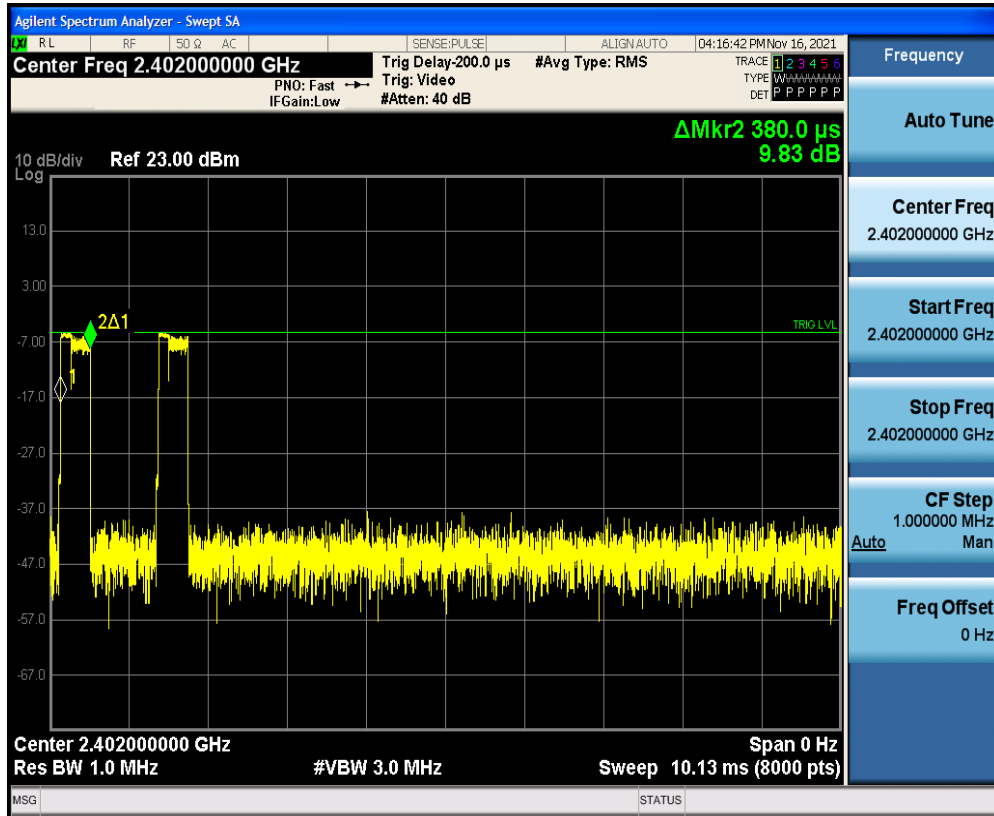 Agilent Spectrum Analyzer - Swept SA
LXI RL RF 50 Ω AC SENSE:PULSE ALIGN AUTO 04:16:42 PM Nov 16, 2021
Center Freq 2.402000000 GHz
PNO: Fast
IFGain:Low
Trig Delay-200.0 µs
Trig: Video
#Atten: 40 dB
#Avg Type: RMS
TRACE 1 2 3 4 5 6
TYPE WWWWWW
DET P P P P P P
ΔMkr2 380.0 µs
9.83 dB
10 dB/div Ref 23.00 dBm
Log
13.0
3.00
-7.00
-17.0
-27.0
-37.0
-47.0
-57.0
-67.0
2Δ1
1
TRIG LVL
Center 2.402000000 GHz Span 0 Hz
Res BW 1.0 MHz #VBW 3.0 MHz Sweep 10.13 ms (8000 pts)
MSG STATUS
Frequency
Auto Tune
Center Freq
2.402000000 GHz
Start Freq
2.402000000 GHz
Stop Freq
2.402000000 GHz
CF Step
1.000000 MHz
Auto Man
Freq Offset
0 Hz